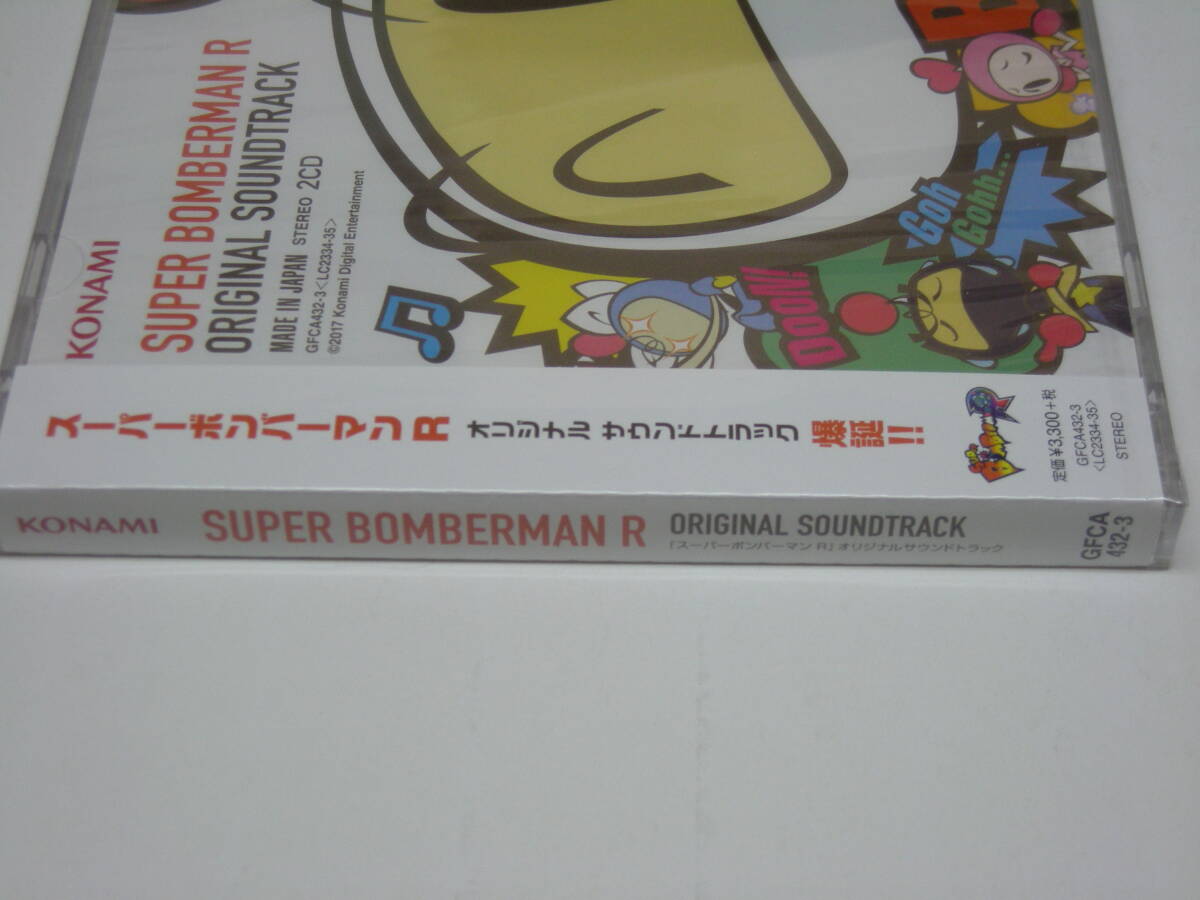 KONAMI
SUPER BOMBERMAN R
ORIGINAL SOUNDTRACK
MADE IN JAPAN STEREO 2CD
GFCA432-3<LC2334-35>
©2017 Konami Digital Entertainment
B
Goh
Gohh...
DOOON!
スーパーボンバーマン R オリジナル サウンドトラック 爆誕!!
定価¥3,300+税
GFCA432-3
<LC2334-35>
STEREO
KONAMI SUPER BOMBERMAN R ORIGINAL SOUNDTRACK
「スーパーボンバーマン R」オリジナルサウンドトラック
GFCA
432-3